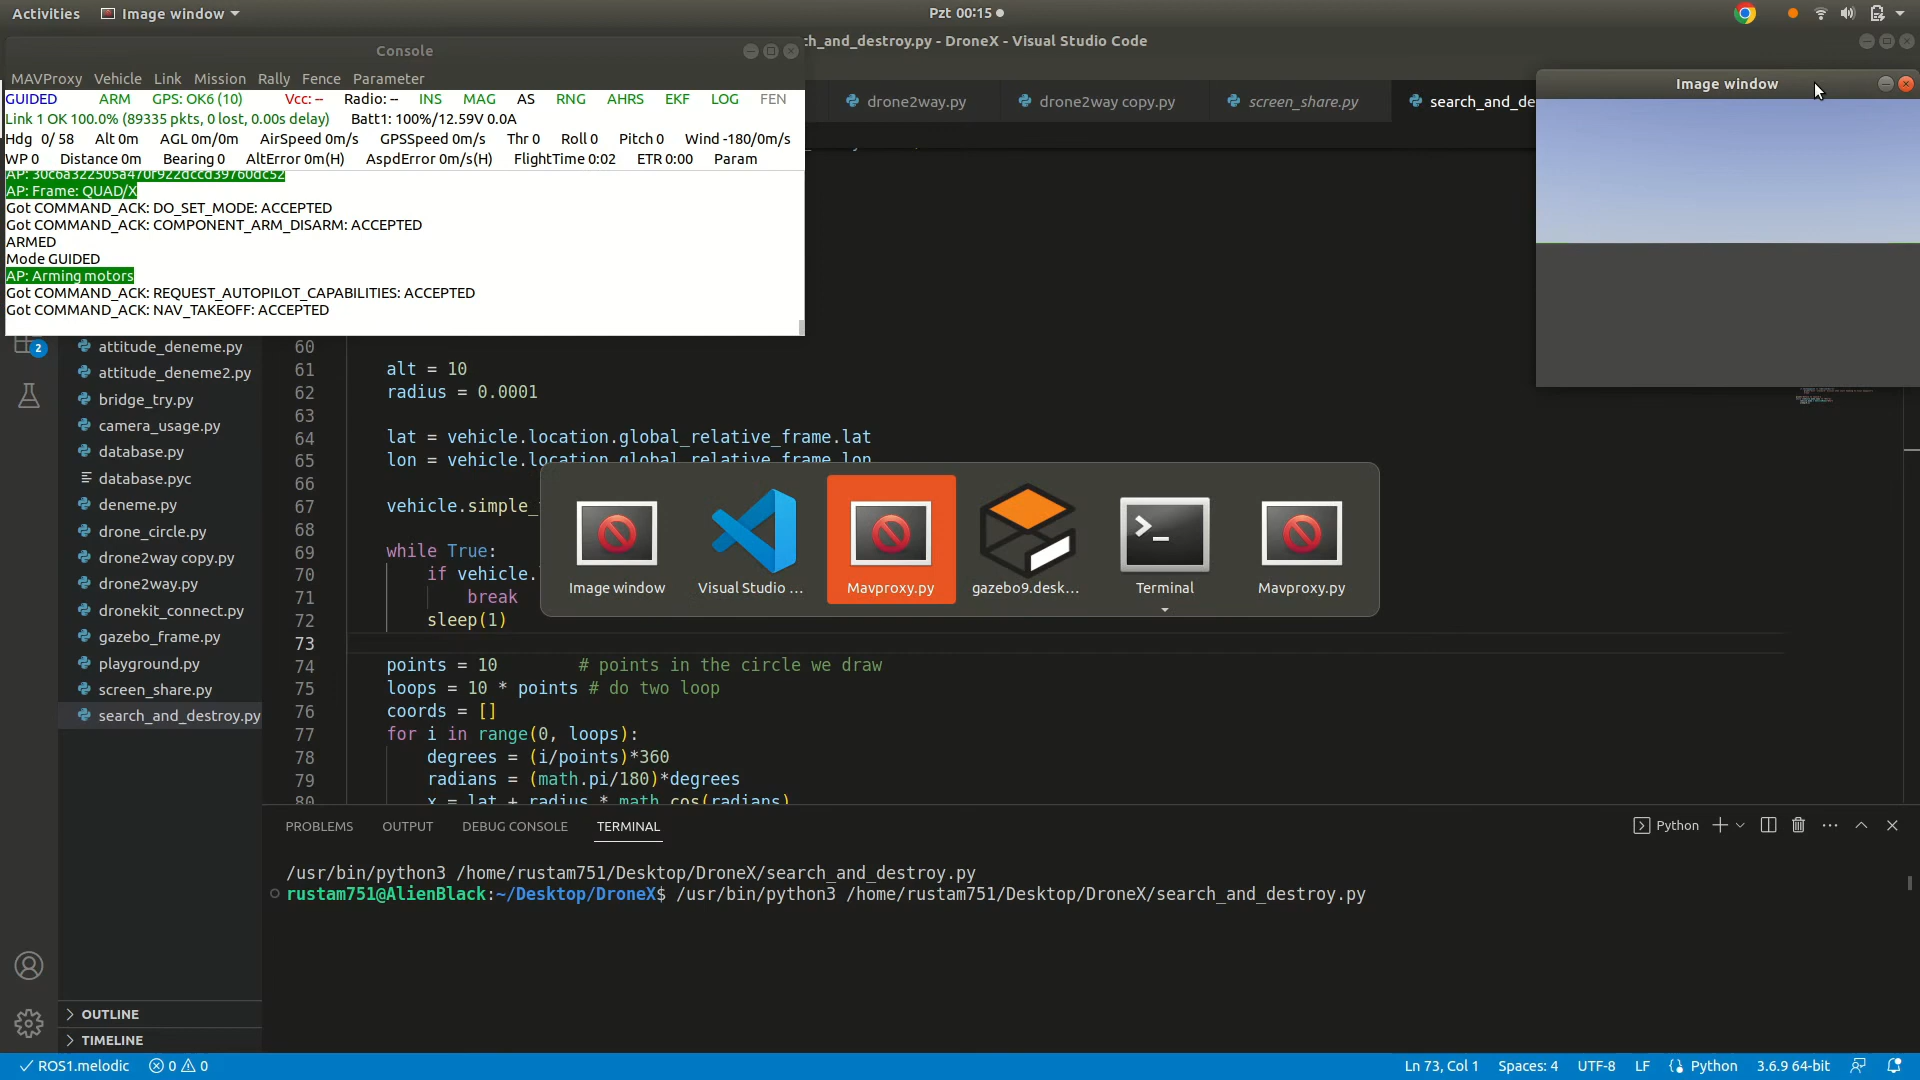 Activities Image window Pzt 00:15
search_and_destroy.py - DroneX - Visual Studio Code
Console
MAVProxy Vehicle Link Mission Rally Fence Parameter
GUIDED ARM GPS: OK6 (10) Vcc: -- Radio: -- INS MAG AS RNG AHRS EKF LOG FEN
Link 1 OK 100.0% (89335 pkts, 0 lost, 0.00s delay) Batt1: 100%/12.59V 0.0A
Hdg 0/ 58 Alt 0m AGL 0m/0m AirSpeed 0m/s GPSSpeed 0m/s Thr 0 Roll 0 Pitch 0 Wind -180/0m/s
WP 0 Distance 0m Bearing 0 AltError 0m(H) AspdError 0m/s(H) FlightTime 0:02 ETR 0:00 Param
AP: Frame: QUAD/X
Got COMMAND_ACK: DO_SET_MODE: ACCEPTED
Got COMMAND_ACK: COMPONENT_ARM_DISARM: ACCEPTED
ARMED
Mode GUIDED
AP: Arming motors
Got COMMAND_ACK: REQUEST_AUTOPILOT_CAPABILITIES: ACCEPTED
Got COMMAND_ACK: NAV_TAKEOFF: ACCEPTED
drone2way.py drone2way copy.py screen_share.py search_and_de
Image window
2
attitude_deneme.py
attitude_deneme2.py
bridge_try.py
camera_usage.py
database.py
database.pyc
deneme.py
drone_circle.py
drone2way copy.py
drone2way.py
dronekit_connect.py
gazebo_frame.py
playground.py
screen_share.py
search_and_destroy.py
OUTLINE
TIMELINE
60
61 alt = 10
62 radius = 0.0001
63
64 lat = vehicle.location.global_relative_frame.lat
65 lon = vehicle.location.global_relative_frame.lon
66
67 vehicle.simple_
68
69 while True:
70 if vehicle.
71 break
72 sleep(1)
73
74 points = 10 # points in the circle we draw
75 loops = 10 * points # do two loop
76 coords = []
77 for i in range(0, loops):
78 degrees = (i/points)*360
79 radians = (math.pi/180)*degrees
80 x = lat + radius * math.cos(radians)
Image window Visual Studio ... Mavproxy.py gazebo9.desk... Terminal Mavproxy.py
PROBLEMS OUTPUT DEBUG CONSOLE TERMINAL Python
/usr/bin/python3 /home/rustam751/Desktop/DroneX/search_and_destroy.py
rustam751@AlienBlack:~/Desktop/DroneX$ /usr/bin/python3 /home/rustam751/Desktop/DroneX/search_and_destroy.py
ROS1.melodic 0 0 Ln 73, Col 1 Spaces: 4 UTF-8 LF Python 3.6.9 64-bit